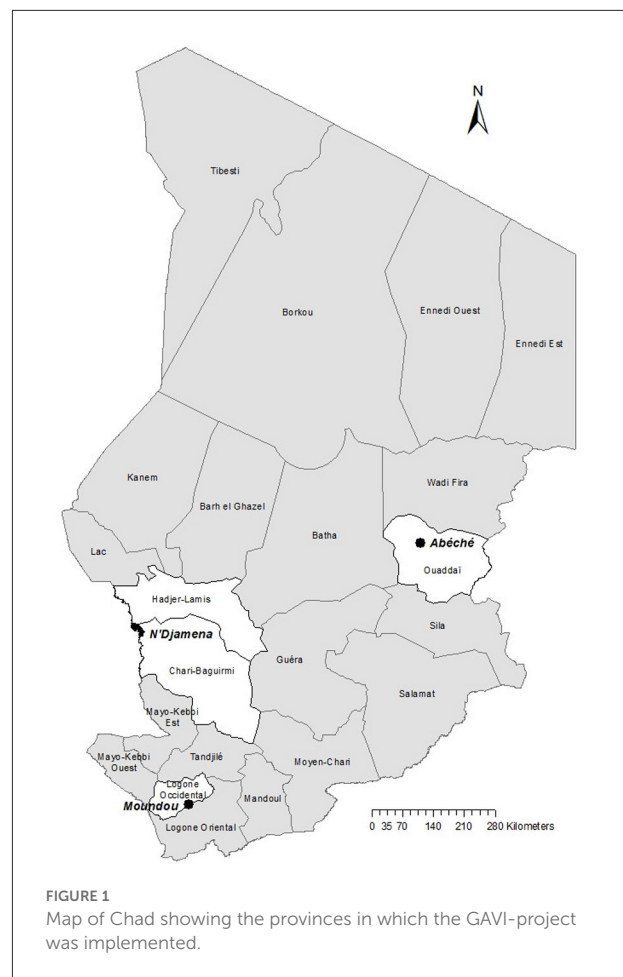 N
Tibesti
Borkou
Ennedi Ouest
Ennedi Est
Kanem
Wadi Fira
Barh el Ghazel
Batha
Abéché
Lac
Ouaddaï
Hadjer-Lamis
Sila
N'Djamena
Guéra
Chari-Baguirmi
Salamat
Mayo-Kebbi
Est
Mayo-Kebbi
Ouest
Tandjilé
Moyen-Chari
Logone
Occidental
Mandoul
Moundou
Logone Oriental
0 35 70 140 210 280 Kilometers
FIGURE 1
Map of Chad showing the provinces in which the GAVI-project
was implemented.